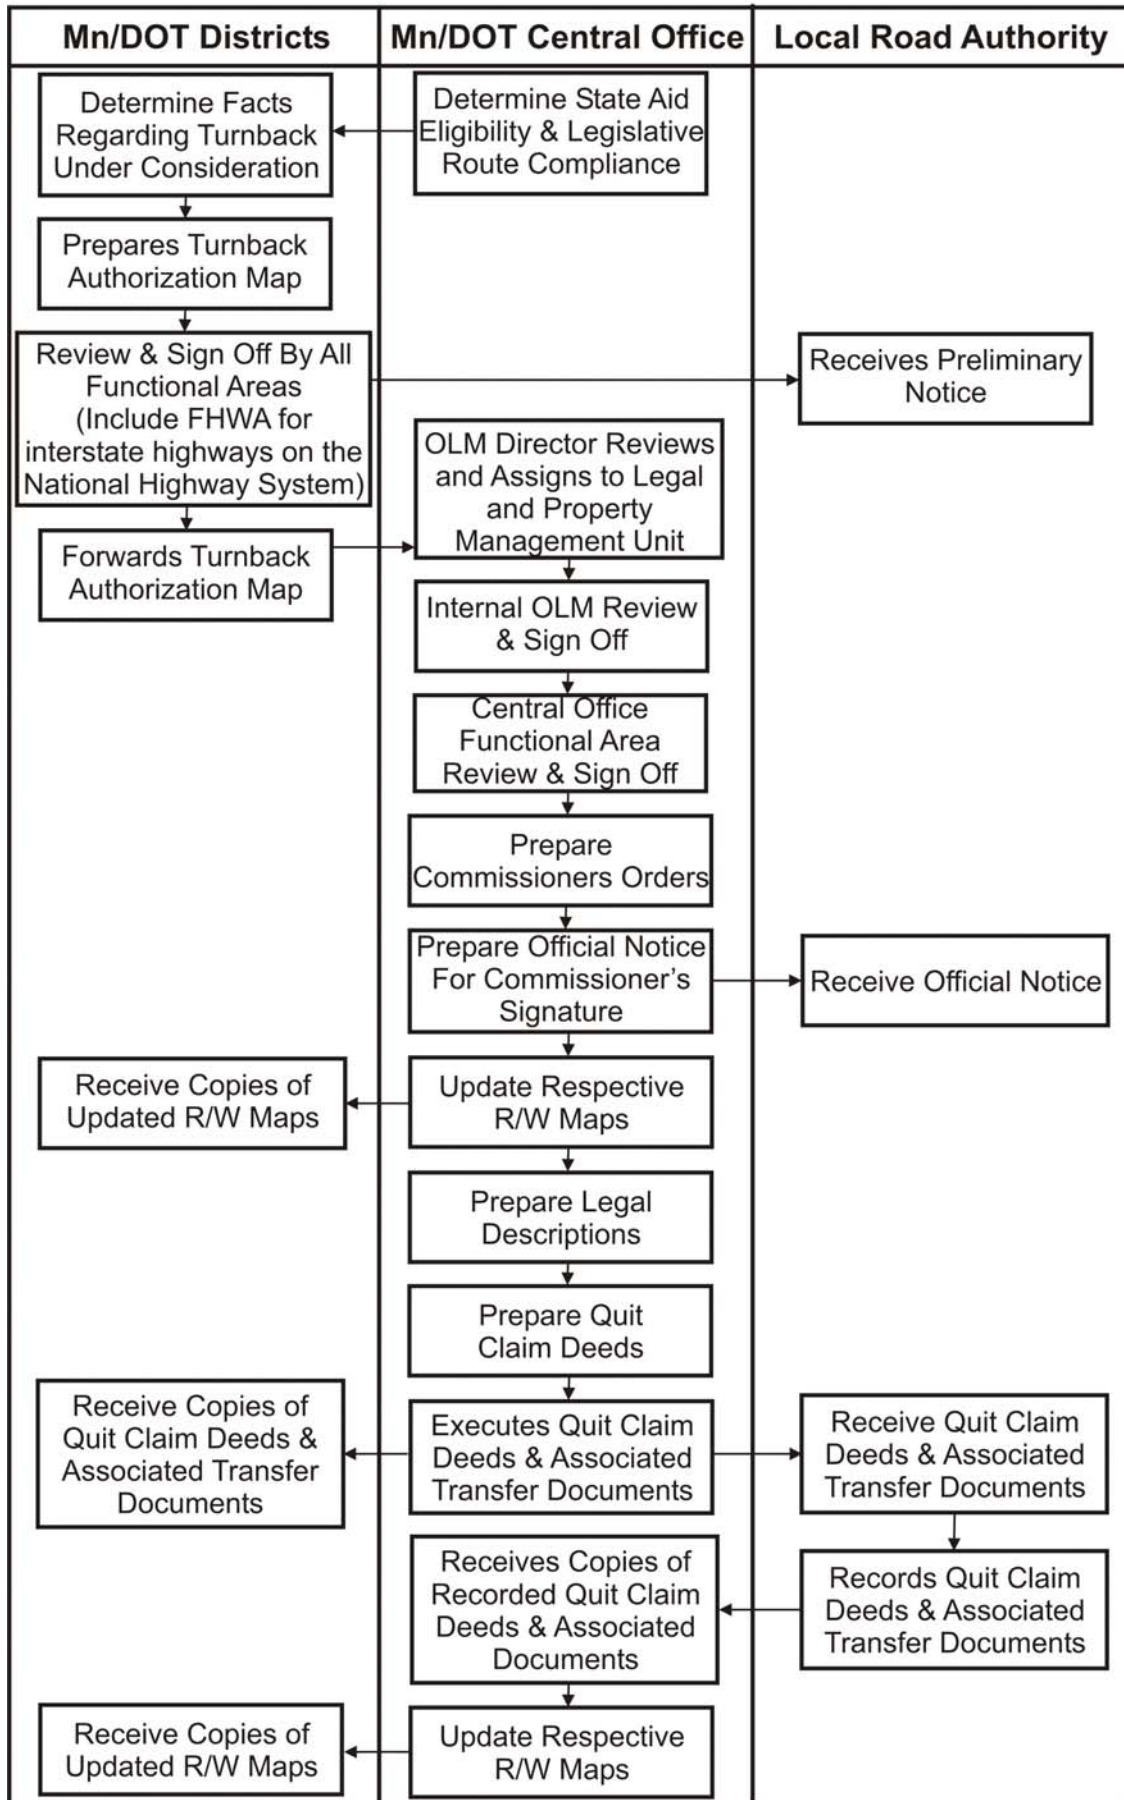 Mn/DOT Districts
Mn/DOT Central Office
Local Road Authority
Determine Facts
Regarding Turnback
Under Consideration
Determine State Aid
Eligibility & Legislative
Route Compliance
Prepares Turnback
Authorization Map
Review & Sign Off By All
Functional Areas
(Include FHWA for
interstate highways on the
National Highway System)
Receives Preliminary
Notice
Forwards Turnback
Authorization Map
OLM Director Reviews
and Assigns to Legal
and Property
Management Unit
Internal OLM Review
& Sign Off
Central Office
Functional Area
Review & Sign Off
Prepare
Commissioners Orders
Prepare Official Notice
For Commissioner's
Signature
Receive Official Notice
Receive Copies of
Updated R/W Maps
Update Respective
R/W Maps
Prepare Legal
Descriptions
Prepare Quit
Claim Deeds
Receive Copies of
Quit Claim Deeds &
Associated Transfer
Documents
Executes Quit Claim
Deeds & Associated
Transfer Documents
Receive Quit Claim
Deeds & Associated
Transfer Documents
Receives Copies of
Recorded Quit Claim
Deeds & Associated
Documents
Records Quit Claim
Deeds & Associated
Transfer Documents
Receive Copies of
Updated R/W Maps
Update Respective
R/W Maps